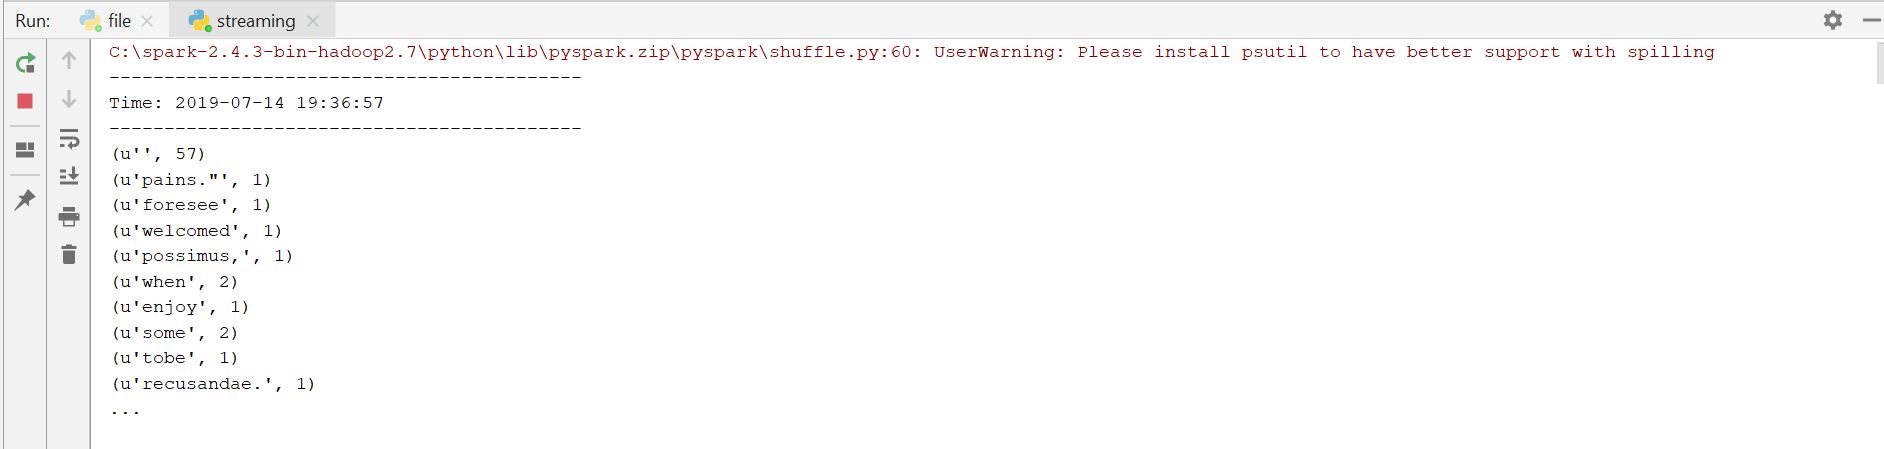 Run: file streaming
C:\spark-2.4.3-bin-hadoop2.7\python\lib\pyspark.zip\pyspark\shuffle.py:60: UserWarning: Please install psutil to have better support with spilling
-------------------------------------------
Time: 2019-07-14 19:36:57
-------------------------------------------
(u'', 57)
(u'pains."', 1)
(u'foresee', 1)
(u'welcomed', 1)
(u'possimus,', 1)
(u'when', 2)
(u'enjoy', 1)
(u'some', 2)
(u'tobe', 1)
(u'recusandae.', 1)
...